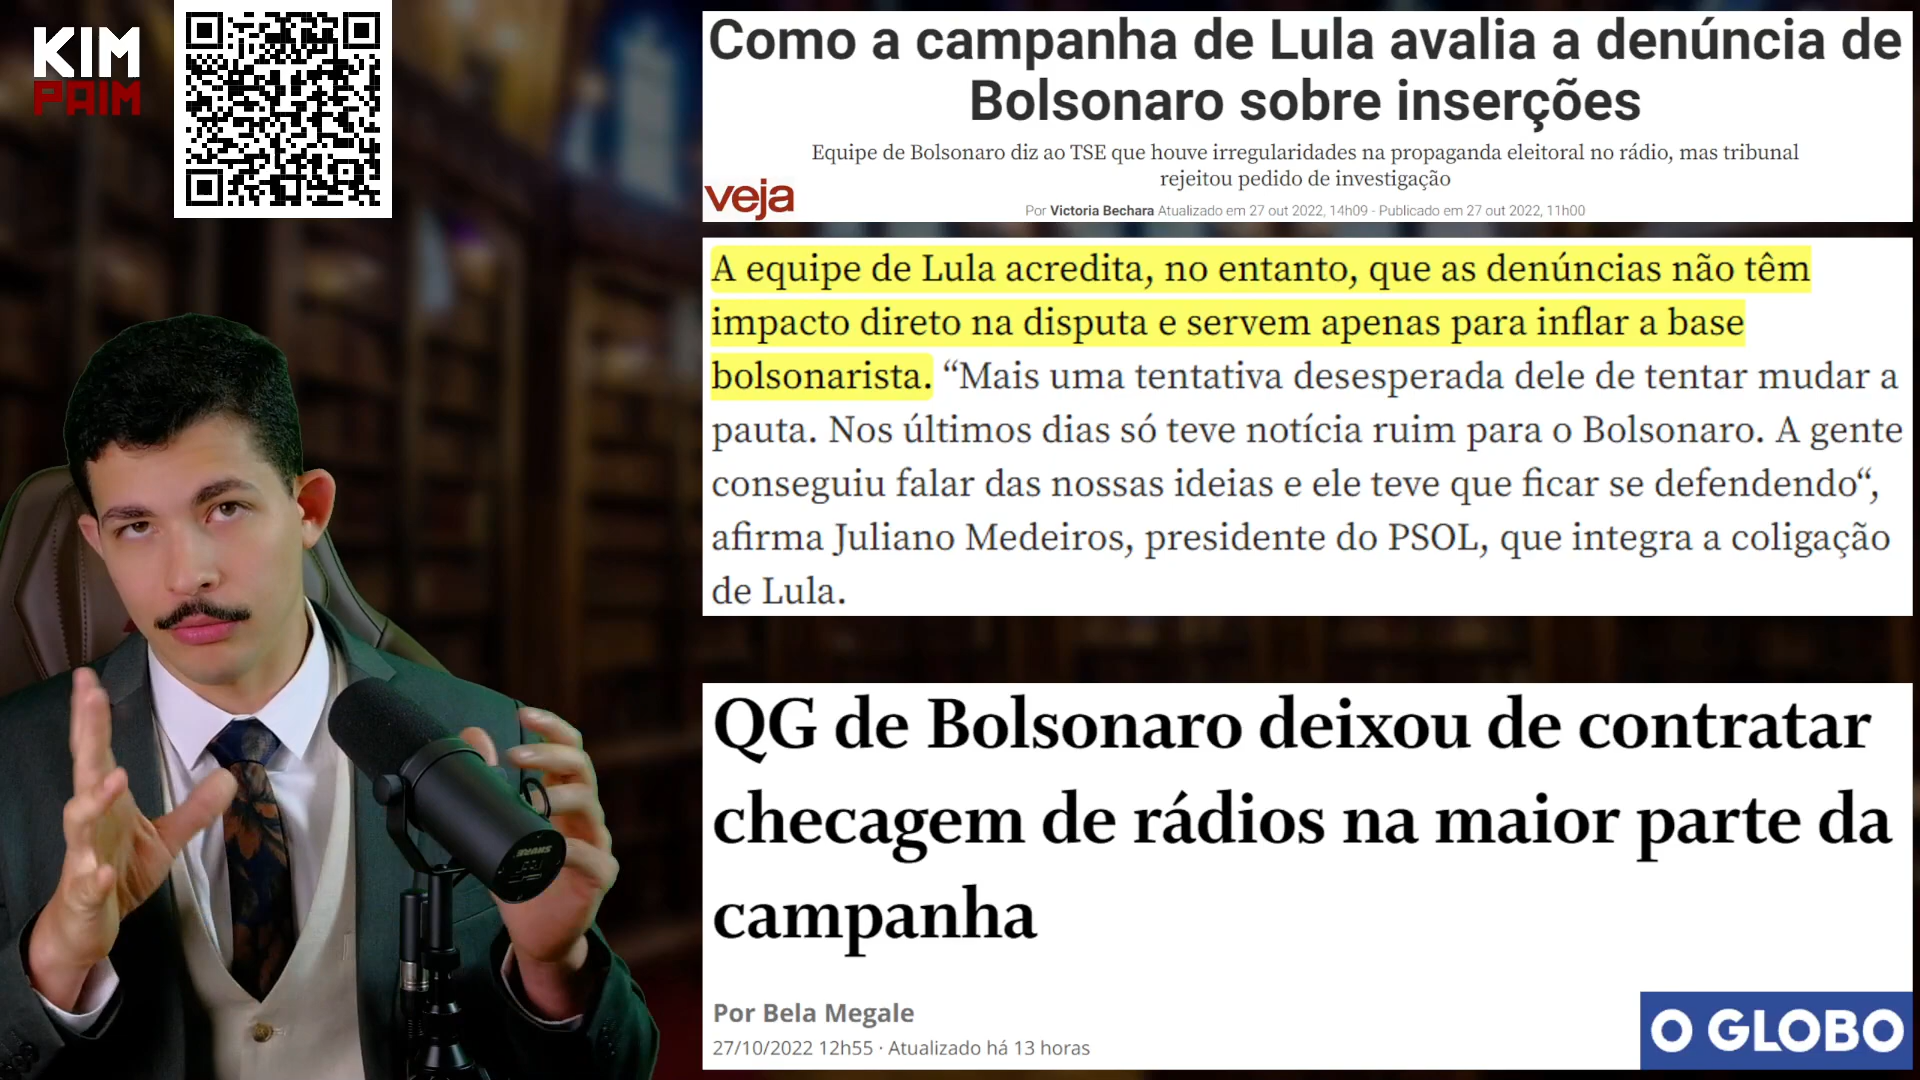 KIM
PAIM
Como a campanha de Lula avalia a denúncia de
Bolsonaro sobre inserções
Equipe de Bolsonaro diz ao TSE que houve irregularidades na propaganda eleitoral no rádio, mas tribunal
rejeitou pedido de investigação
veja
Por Victoria Bechara Atualizado em 27 out 2022, 14h09 - Publicado em 27 out 2022, 11h00
A equipe de Lula acredita, no entanto, que as denúncias não têm
impacto direto na disputa e servem apenas para inflar a base
bolsonarista. “Mais uma tentativa desesperada dele de tentar mudar a
pauta. Nos últimos dias só teve notícia ruim para o Bolsonaro. A gente
conseguiu falar das nossas ideias e ele teve que ficar se defendendo“,
afirma Juliano Medeiros, presidente do PSOL, que integra a coligação
de Lula.
QG de Bolsonaro deixou de contratar
checagem de rádios na maior parte da
campanha
Por Bela Megale
27/10/2022 12h55 · Atualizado há 13 horas
O GLOBO
SHURE